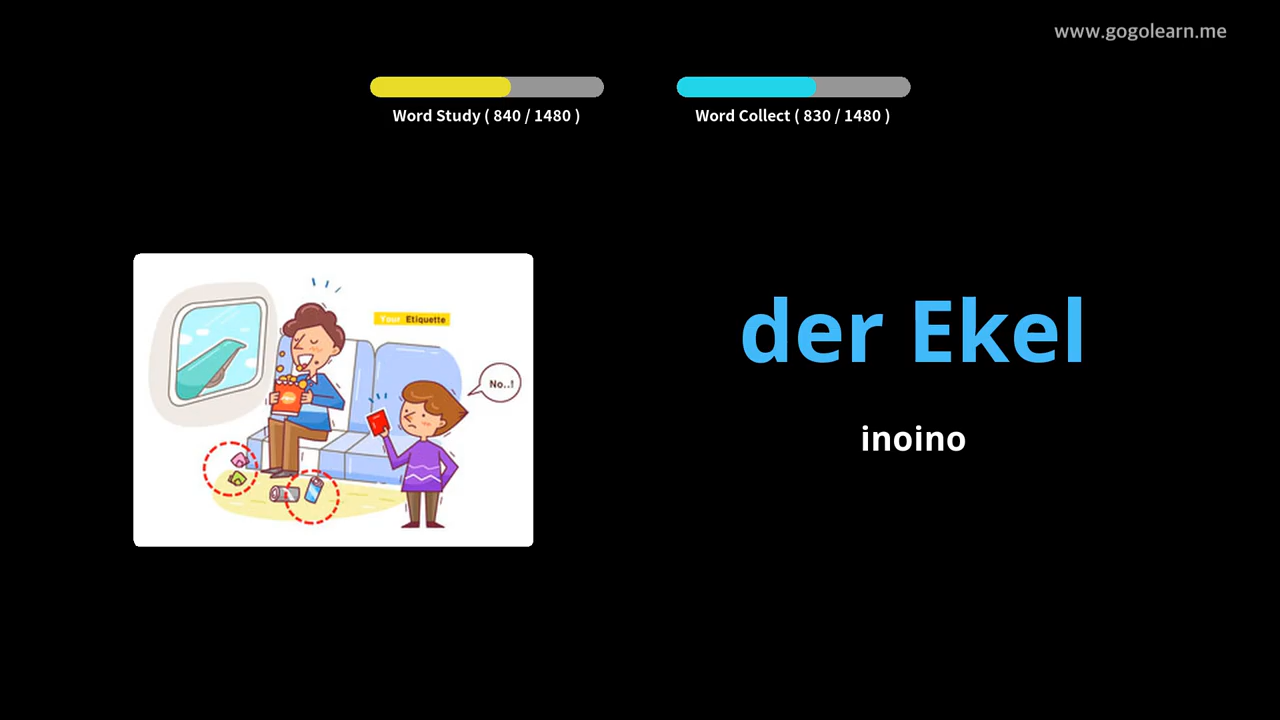 www.gogolearn.me
Word Study ( 840 / 1480 )
Word Collect ( 830 / 1480 )
Your Etiquette
No..!
der Ekel
inoino